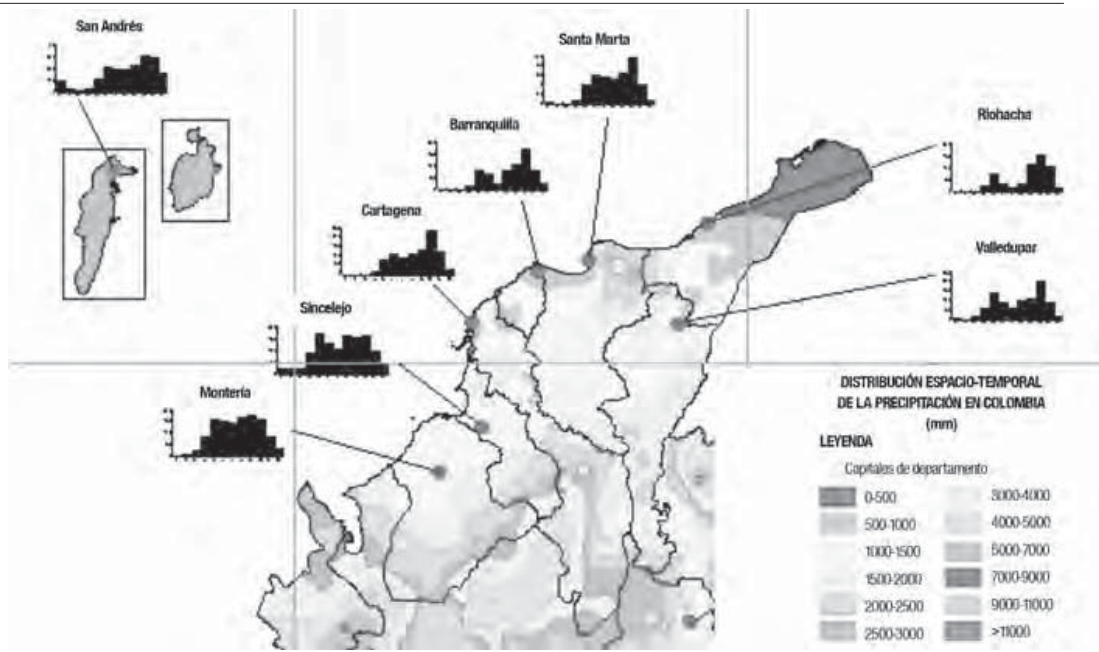 San Andrés
Santa Marta
Barranquilla
Riohacha
Cartagena
Valledupar
Sincelejo
Montería
DISTRIBUCIÓN ESPACIO-TEMPORAL
DE LA PRECIPITACIÓN EN COLOMBIA
(mm)
LEYENDA
Capitales de departamento
0-500
500-1000
1000-1500
1500-2000
2000-2500
2500-3000
3000-4000
4000-5000
5000-7000
7000-9000
9000-11000
>11000